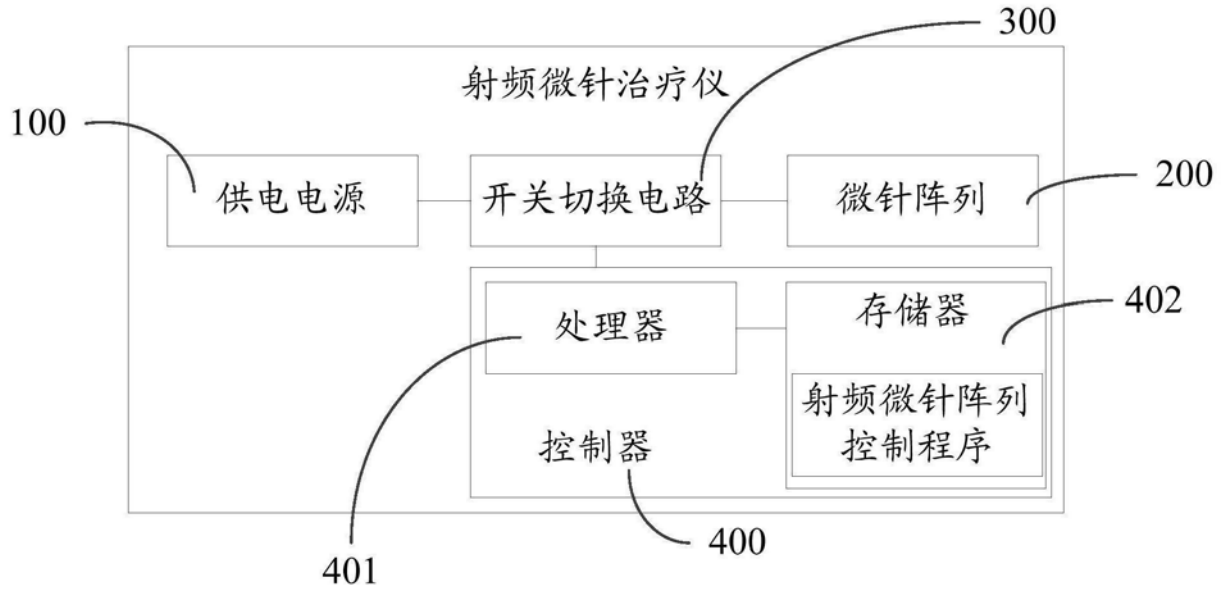 300
射频微针治疗仪
100
供电电源
开关切换电路
微针阵列
200
处理器
存储器
402
射频微针阵列
控制程序
控制器
400
401